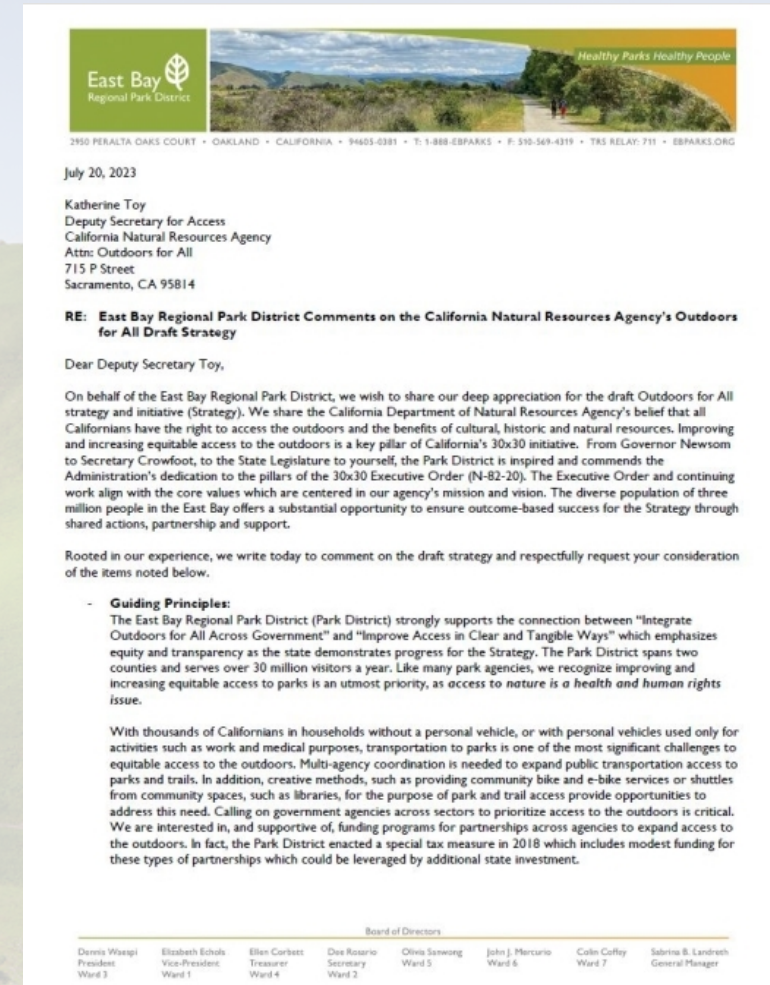 East Bay
Regional Park District
Healthy Parks Healthy People
2950 PERALTA OAKS COURT • OAKLAND • CALIFORNIA • 94605-0381 • T: 1-888-EBPARKS • F: 510-569-4319 • TRS RELAY: 711 • EBPARKS.ORG
July 20, 2023
Katherine Toy
Deputy Secretary for Access
California Natural Resources Agency
Attn: Outdoors for All
715 P Street
Sacramento, CA 95814
RE: East Bay Regional Park District Comments on the California Natural Resources Agency's Outdoors
for All Draft Strategy
Dear Deputy Secretary Toy,
On behalf of the East Bay Regional Park District, we wish to share our deep appreciation for the draft Outdoors for All
strategy and initiative (Strategy). We share the California Department of Natural Resources Agency's belief that all
Californians have the right to access the outdoors and the benefits of cultural, historic and natural resources. Improving
and increasing equitable access to the outdoors is a key pillar of California's 30x30 initiative. From Governor Newsom
to Secretary Crowfoot, to the State Legislature to yourself, the Park District is inspired and commends the
Administration's dedication to the pillars of the 30x30 Executive Order (N-82-20). The Executive Order and continuing
work align with the core values which are centered in our agency's mission and vision. The diverse population of three
million people in the East Bay offers a substantial opportunity to ensure outcome-based success for the Strategy through
shared actions, partnership and support.
Rooted in our experience, we write today to comment on the draft strategy and respectfully request your consideration
of the items noted below.
- Guiding Principles:
The East Bay Regional Park District (Park District) strongly supports the connection between "Integrate
Outdoors for All Across Government" and "Improve Access in Clear and Tangible Ways" which emphasizes
equity and transparency as the state demonstrates progress for the Strategy. The Park District spans two
counties and serves over 30 million visitors a year. Like many park agencies, we recognize improving and
increasing equitable access to parks is an utmost priority, as access to nature is a health and human rights
issue.
With thousands of Californians in households without a personal vehicle, or with personal vehicles used only for
activities such as work and medical purposes, transportation to parks is one of the most significant challenges to
equitable access to the outdoors. Multi-agency coordination is needed to expand public transportation access to
parks and trails. In addition, creative methods, such as providing community bike and e-bike services or shuttles
from community spaces, such as libraries, for the purpose of park and trail access provide opportunities to
address this need. Calling on government agencies across sectors to prioritize access to the outdoors is critical.
We are interested in, and supportive of, funding programs for partnerships across agencies to expand access to
the outdoors. In fact, the Park District enacted a special tax measure in 2018 which includes modest funding for
these types of partnerships which could be leveraged by additional state investment.
Board of Directors
Dennis Waespi Elizabeth Echols Ellen Corbett Dee Rosario Olivia Sanwong John J. Mercurio Colin Coffey Sabrina B. Landreth
President Vice-President Treasurer Secretary Ward 5 Ward 6 Ward 7 General Manager
Ward 3 Ward 1 Ward 4 Ward 2